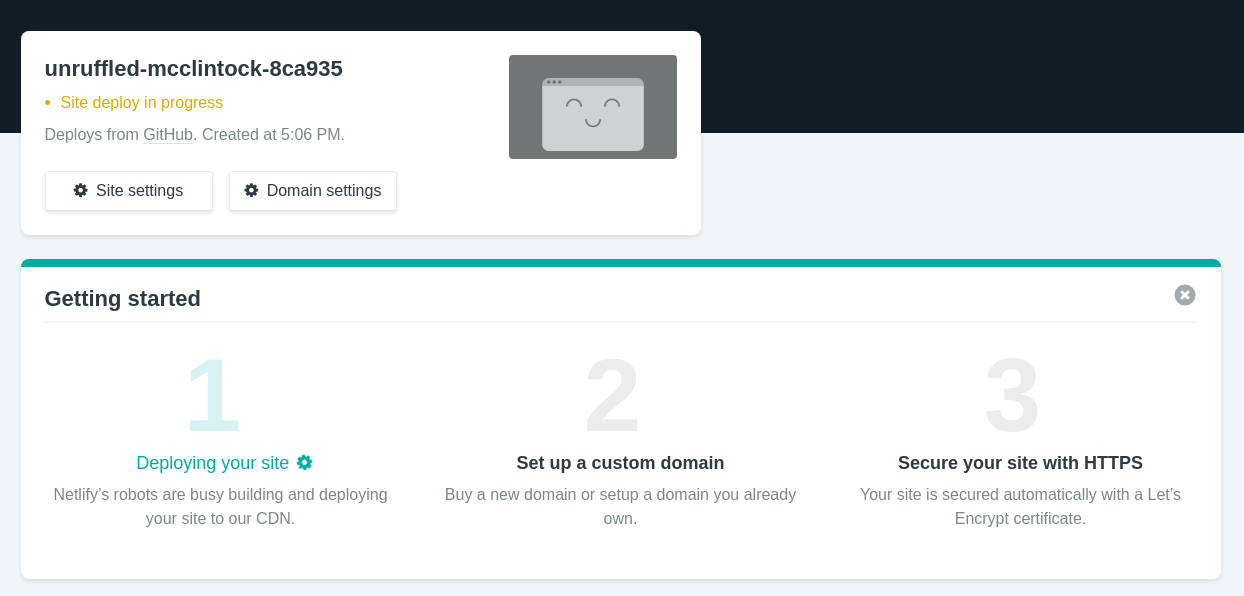 unruffled-mcclintock-8ca935
• Site deploy in progress
Deploys from GitHub. Created at 5:06 PM.
Site settings
Domain settings
Getting started
1
Deploying your site
Netlify’s robots are busy building and deploying
your site to our CDN.
2
Set up a custom domain
Buy a new domain or setup a domain you already
own.
3
Secure your site with HTTPS
Your site is secured automatically with a Let’s
Encrypt certificate.